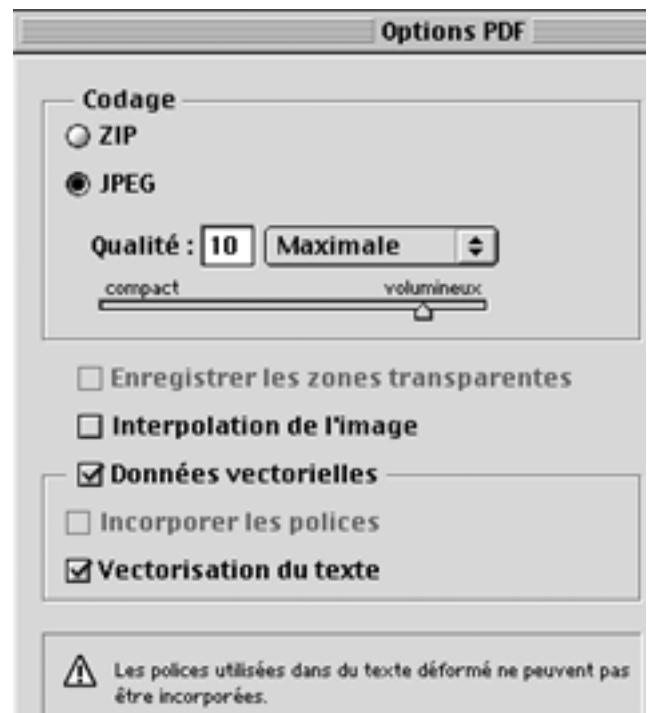 Options PDF
Codage
ZIP
JPEG
Qualité : 10 Maximale
compact volumineux
Enregistrer les zones transparentes
Interpolation de l'image
Données vectorielles
Incorporer les polices
Vectorisation du texte
Les polices utilisées dans du texte déformé ne peuvent pas
être incorporées.